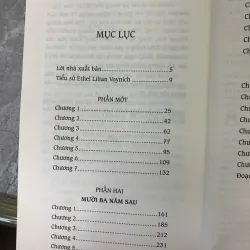 MỤC LỤC
Lời nhà xuất bản 5
Tiểu sử Ethel Lilian Voynich 9
PHẦN MỘT
Chương 1 25
Chương 2 42
Chương 3 62
Chương 4 77
Chương 5 95
Chương 6 109
Chương 7 132
PHẦN HAI
MƯỜI BA NĂM SAU
Chương 1 161
Chương 2 185
Chương 3 212
Chương 4 231
Chương 5